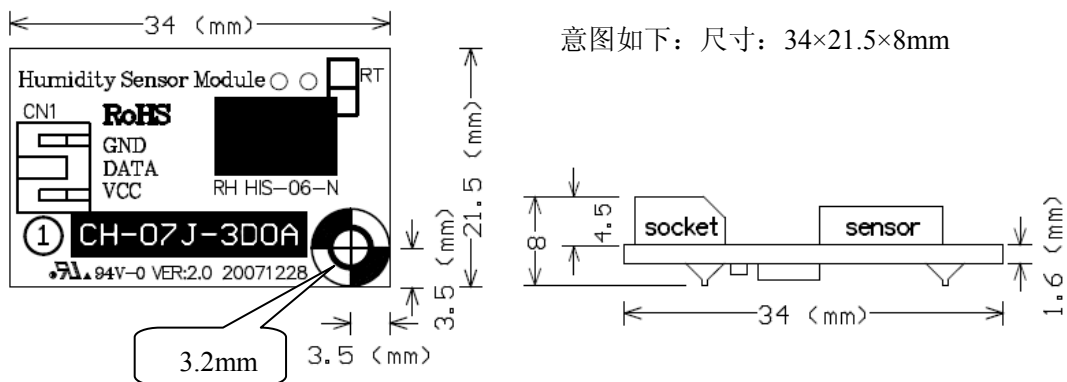 34 (mm)
意图如下：尺寸：34×21.5×8mm
Humidity Sensor Module
RT
CN1
RoHS
GND
DATA
VCC
RH HIS-06-N
1 CH-07J-3D0A
94V-0 VER:2.0 20071228
21.5 (mm)
3.5 (mm)
3.5 (mm)
3.2mm
8
4.5
socket
sensor
1.6 (mm)
34 (mm)